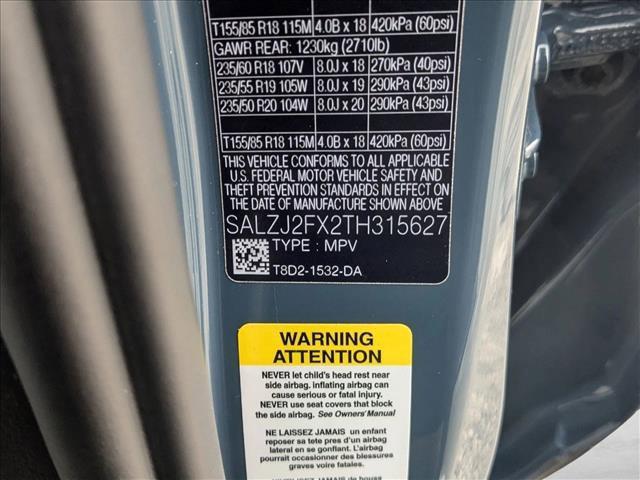 T155/85 R18 115M 4.0B x 18 420kPa (60psi)
GAWR REAR: 1230kg (2710lb)
235/60 R18 107V 8.0J x 18 270kPa (40psi)
235/55 R19 105W 8.0J x 19 290kPa (43psi)
235/50 R20 104W 8.0J x 20 290kPa (43psi)
T155/85 R18 115M 4.0B x 18 420kPa (60psi)
THIS VEHICLE CONFORMS TO ALL APPLICABLE
U.S. FEDERAL MOTOR VEHICLE SAFETY AND
THEFT PREVENTION STANDARDS IN EFFECT ON
THE DATE OF MANUFACTURE SHOWN ABOVE
SALZJ2FX2TH315627
TYPE : MPV
T8D2-1532-DA
WARNING
ATTENTION
NEVER let child's head rest near
side airbag. inflating airbag can
cause serious or fatal injury.
NEVER use seat covers that block
the side airbag. See Owners' Manual
NE LAISSEZ JAMAIS un enfant
reposer sa tete pres d'un airbag
lateral en se gonflant. L'airbag
pourrait occasionner des blessures
graves voire fatales.
N'UTILISEZ JAMAIS de housse